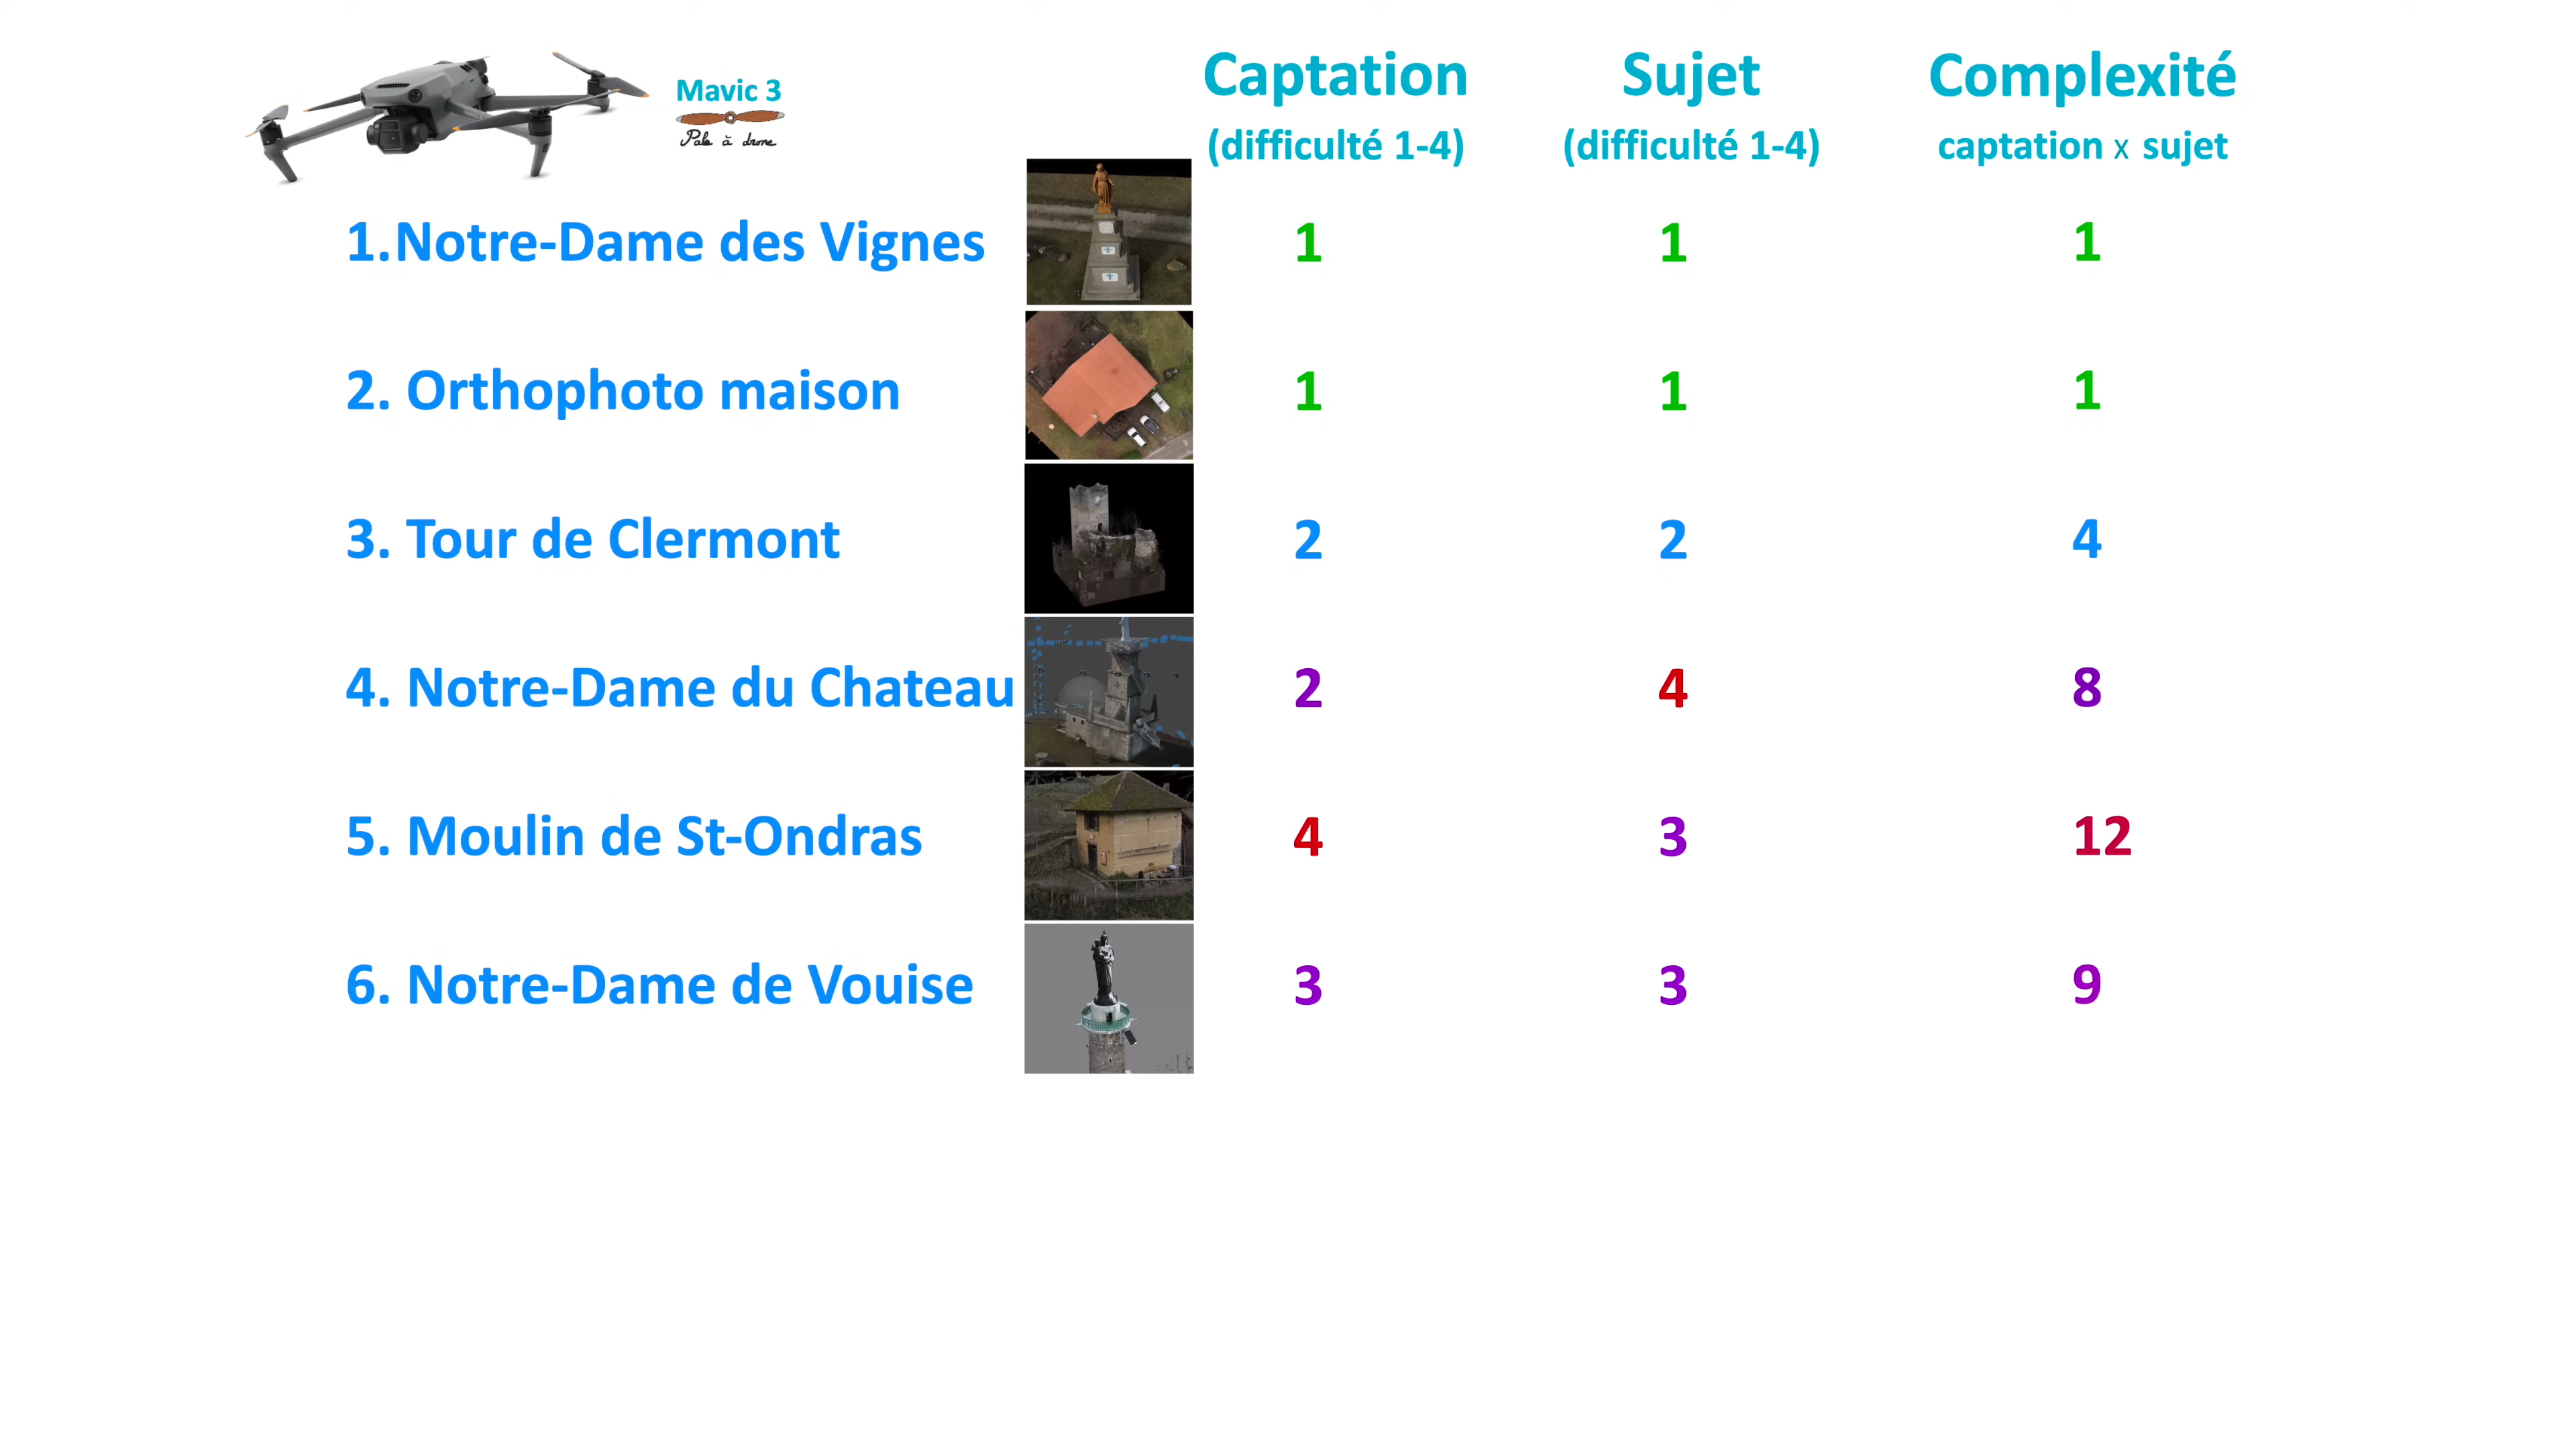 Mavic 3
Pale à drone
Captation
(difficulté 1-4)
Sujet
(difficulté 1-4)
Complexité
captation x sujet
1.Notre-Dame des Vignes 1 1 1
2. Orthophoto maison 1 1 1
3. Tour de Clermont 2 2 4
4. Notre-Dame du Chateau 2 4 8
5. Moulin de St-Ondras 4 3 12
6. Notre-Dame de Vouise 3 3 9